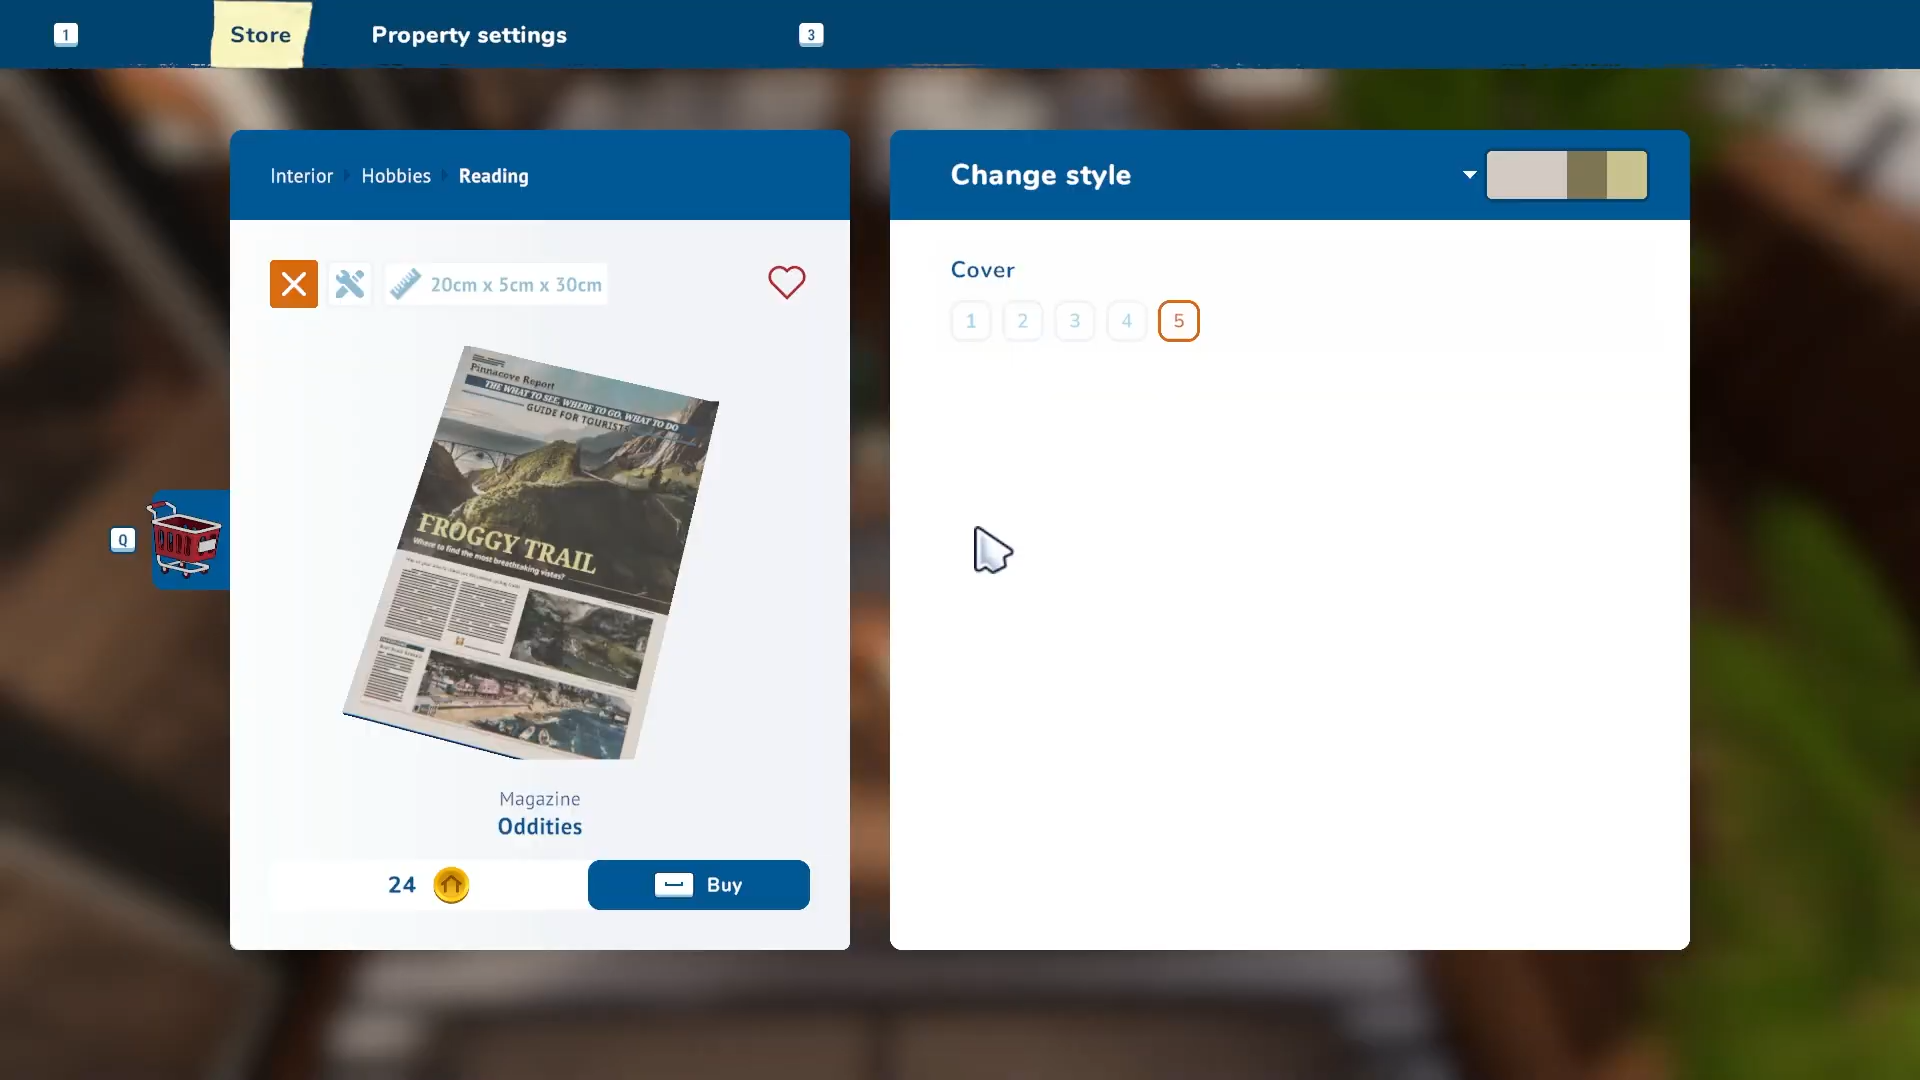 1
Store
Property settings
3
Interior
Hobbies
Reading
20cm x 5cm x 30cm
Pinnacove Report
THE WHAT TO SEE, WHERE TO GO, WHAT TO DO
GUIDE FOR TOURISTS
FROGGY TRAIL
Where to find the most breathtaking vistas?
Q
Magazine
Oddities
24
Buy
Change style
Cover
1 2 3 4 5